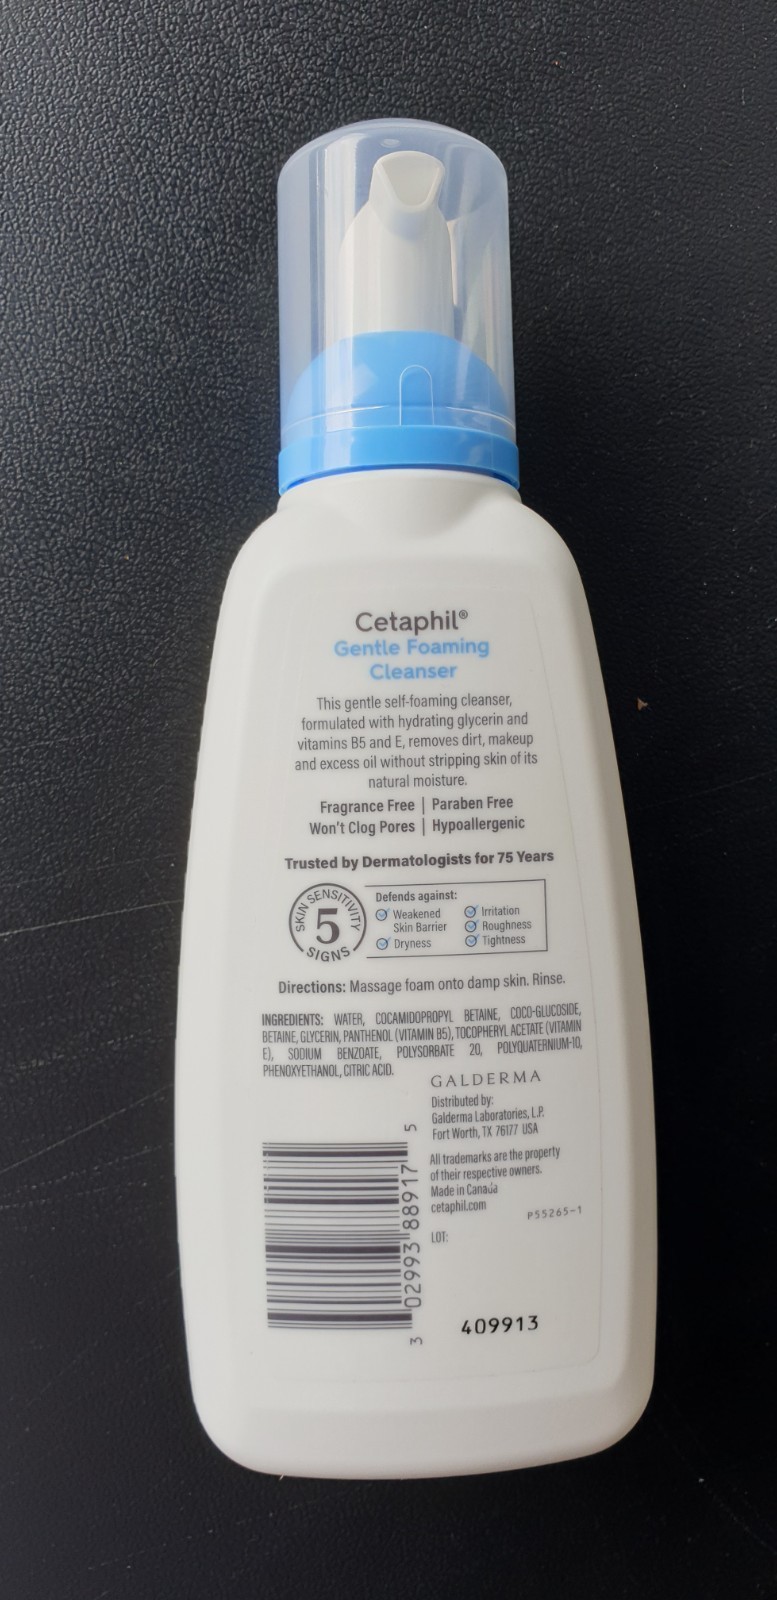 Cetaphil®
Gentle Foaming
Cleanser
This gentle self-foaming cleanser,
formulated with hydrating glycerin and
vitamins B5 and E, removes dirt, makeup
and excess oil without stripping skin of its
natural moisture.
Fragrance Free | Paraben Free
Won't Clog Pores | Hypoallergenic
Trusted by Dermatologists for 75 Years
SKIN SENSITIVITY
5
SIGNS
Defends against:
Weakened
Skin Barrier
Dryness
Irritation
Roughness
Tightness
Directions: Massage foam onto damp skin. Rinse.
INGREDIENTS: WATER, COCAMIDOPROPYL BETAINE, COCO-GLUCOSIDE,
BETAINE, GLYCERIN, PANTHENOL (VITAMIN B5), TOCOPHERYL ACETATE (VITAMIN
E), SODIUM BENZOATE, POLYSORBATE 20, POLYQUATERNIUM-10,
PHENOXYETHANOL, CITRIC ACID.
GALDERMA
Distributed by:
Galderma Laboratories, L.P.
Fort Worth, TX 76177 USA
All trademarks are the property
of their respective owners.
Made in Canada
cetaphil.com
P55265-1
LOT:
409913
3 02993 88917 5